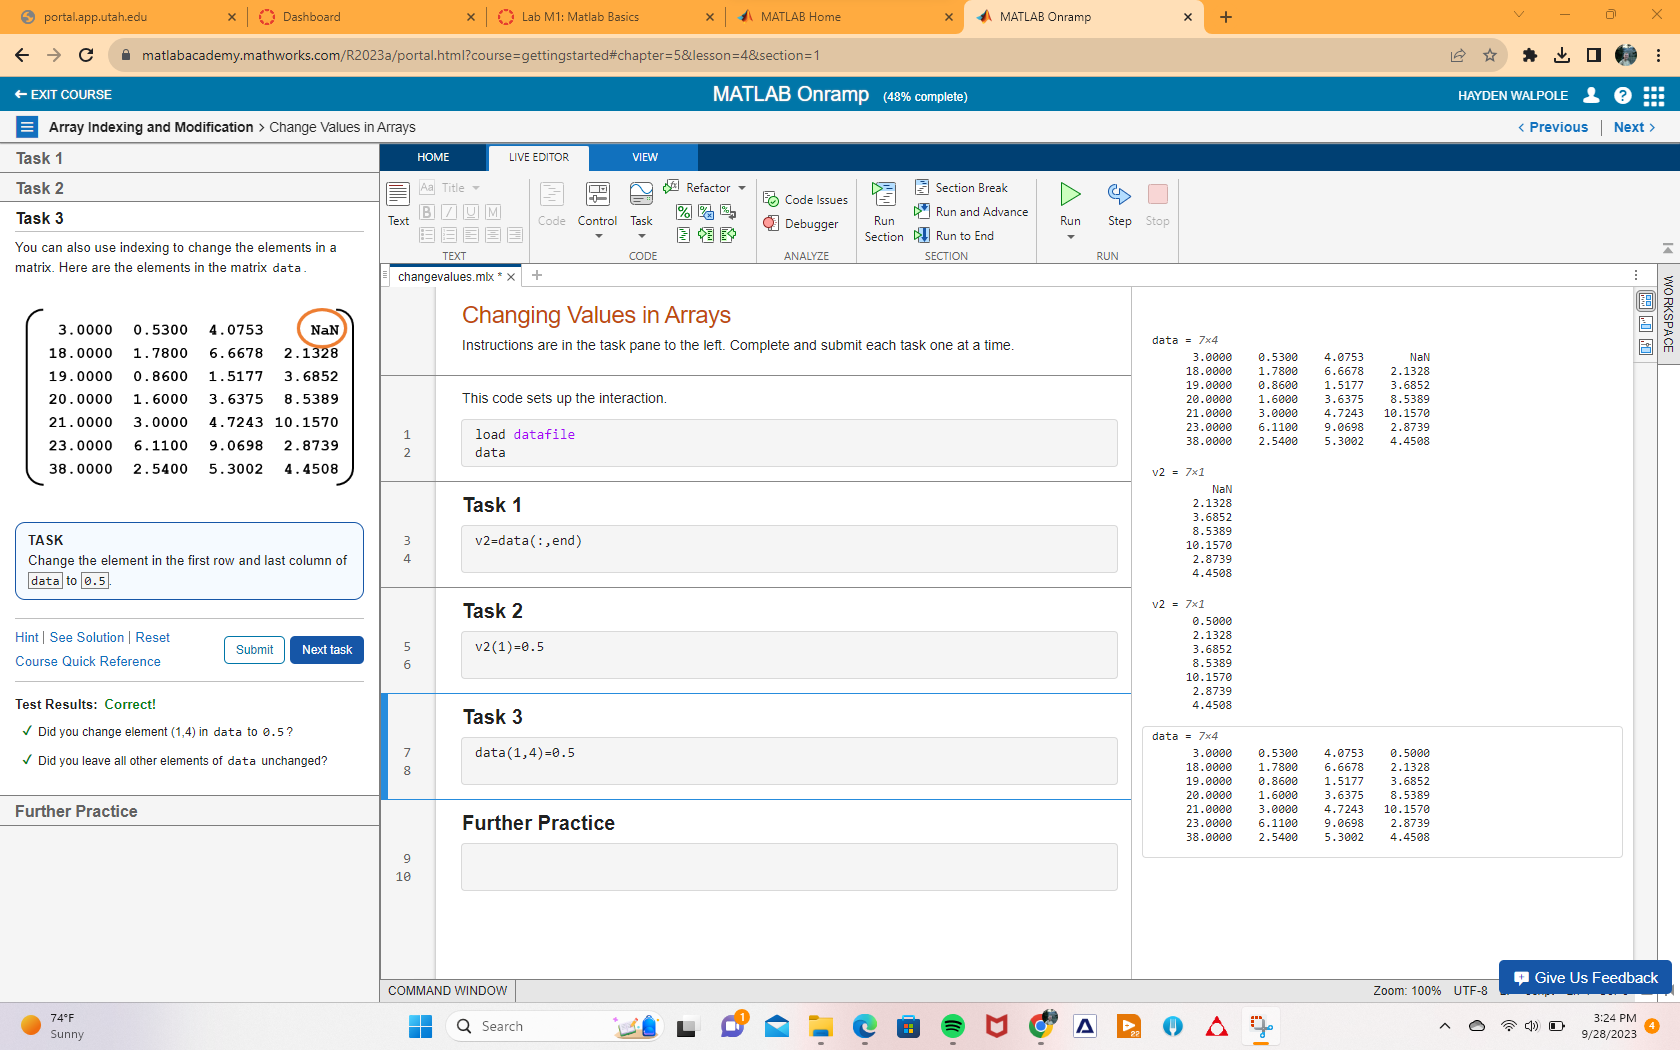 portal.app.utah.edu
Dashboard
Lab M1: Matlab Basics
MATLAB Home
MATLAB Onramp
matlabacademy.mathworks.com/R2023a/portal.html?course=gettingstarted#chapter=5&lesson=4&section=1
EXIT COURSE
MATLAB Onramp (48% complete)
HAYDEN WALPOLE
Array Indexing and Modification > Change Values in Arrays
< Previous | Next >
Task 1
Task 2
Task 3
You can also use indexing to change the elements in a
matrix. Here are the elements in the matrix data.
3.0000 0.5300 4.0753 NaN
18.0000 1.7800 6.6678 2.1328
19.0000 0.8600 1.5177 3.6852
20.0000 1.6000 3.6375 8.5389
21.0000 3.0000 4.7243 10.1570
23.0000 6.1100 9.0698 2.8739
38.0000 2.5400 5.3002 4.4508
TASK
Change the element in the first row and last column of
data to 0.5.
Hint | See Solution | Reset
Course Quick Reference
Submit
Next task
Test Results: Correct!
✓ Did you change element (1,4) in data to 0.5?
✓ Did you leave all other elements of data unchanged?
Further Practice
HOME
LIVE EDITOR
VIEW
Text
Aa Title
B I U M
TEXT
Code
Control
Task
Refactor
CODE
Code Issues
Debugger
ANALYZE
Run
Section
Section Break
Run and Advance
Run to End
SECTION
Run
Step
Stop
RUN
changevalues.mlx *
WORKSPACE
Changing Values in Arrays
Instructions are in the task pane to the left. Complete and submit each task one at a time.
This code sets up the interaction.
1 load datafile
2 data
Task 1
3 v2=data(:,end)
4
Task 2
5 v2(1)=0.5
6
Task 3
7 data(1,4)=0.5
8
Further Practice
9
10
data = 7×4
3.0000 0.5300 4.0753 NaN
18.0000 1.7800 6.6678 2.1328
19.0000 0.8600 1.5177 3.6852
20.0000 1.6000 3.6375 8.5389
21.0000 3.0000 4.7243 10.1570
23.0000 6.1100 9.0698 2.8739
38.0000 2.5400 5.3002 4.4508
v2 = 7×1
NaN
2.1328
3.6852
8.5389
10.1570
2.8739
4.4508
v2 = 7×1
0.5000
2.1328
3.6852
8.5389
10.1570
2.8739
4.4508
data = 7×4
3.0000 0.5300 4.0753 0.5000
18.0000 1.7800 6.6678 2.1328
19.0000 0.8600 1.5177 3.6852
20.0000 1.6000 3.6375 8.5389
21.0000 3.0000 4.7243 10.1570
23.0000 6.1100 9.0698 2.8739
38.0000 2.5400 5.3002 4.4508
Give Us Feedback
COMMAND WINDOW
Zoom: 100% UTF-8
74°F
Sunny
Search
1
22
3:24 PM
9/28/2023
4